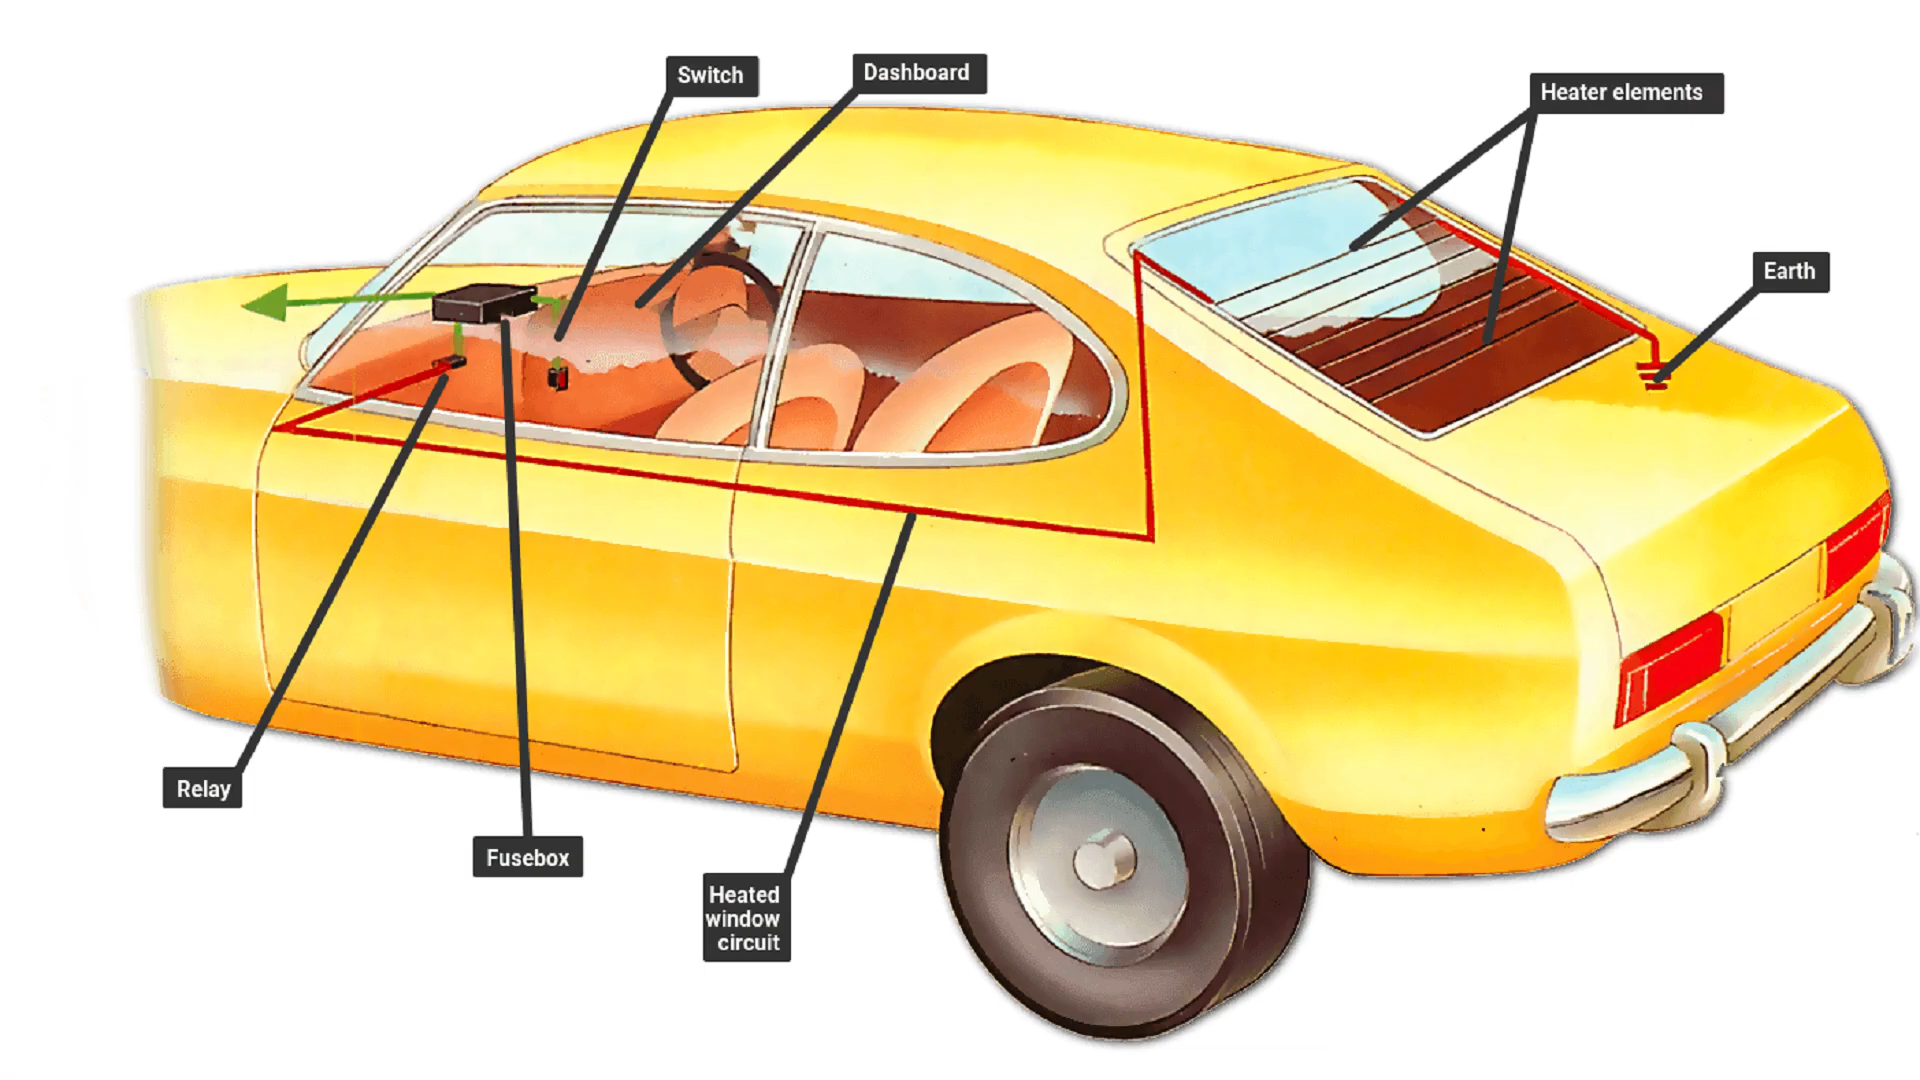 Switch
Dashboard
Heater elements
Earth
Relay
Fusebox
Heated
window
circuit